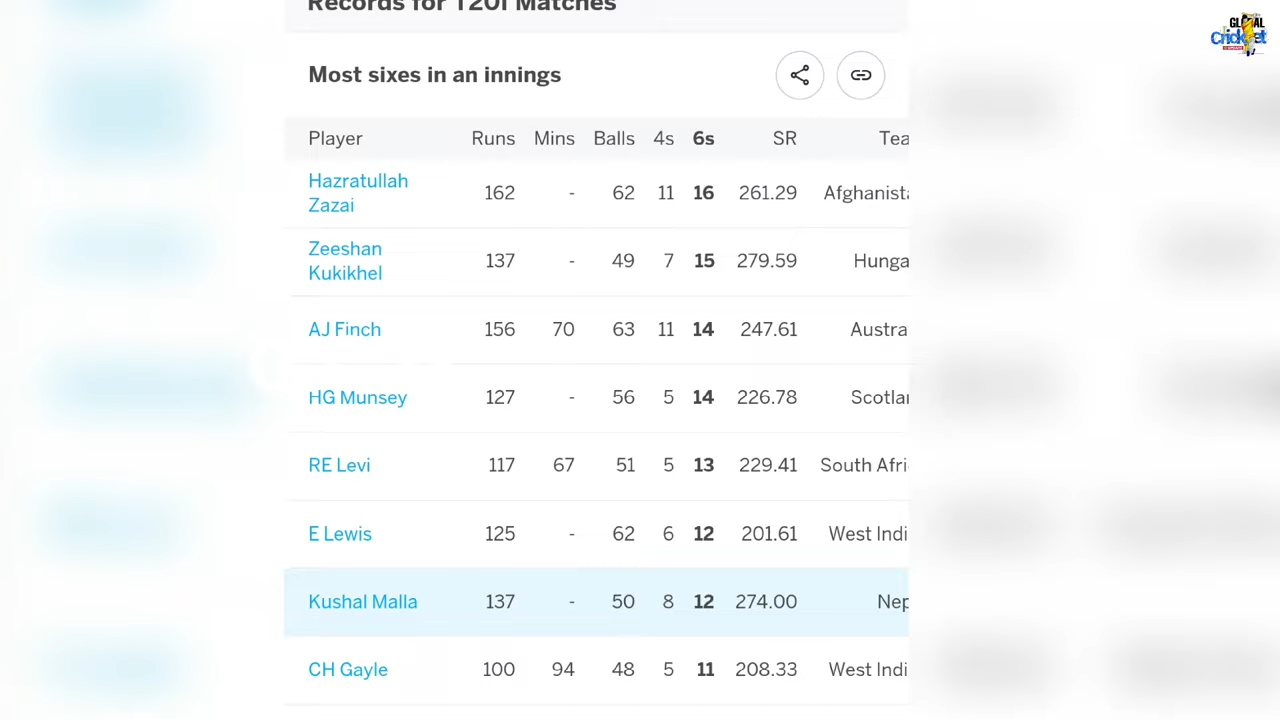 Records for T20I Matches
GLOBAL
Cricket
Most sixes in an innings
Player Runs Mins Balls 4s 6s SR Tea
Hazratullah
Zazai 162 - 62 11 16 261.29 Afghanista
Zeeshan
Kukikhel 137 - 49 7 15 279.59 Hunga
AJ Finch 156 70 63 11 14 247.61 Austra
HG Munsey 127 - 56 5 14 226.78 Scotlan
RE Levi 117 67 51 5 13 229.41 South Afri
E Lewis 125 - 62 6 12 201.61 West Indi
Kushal Malla 137 - 50 8 12 274.00 Nep
CH Gayle 100 94 48 5 11 208.33 West Indi